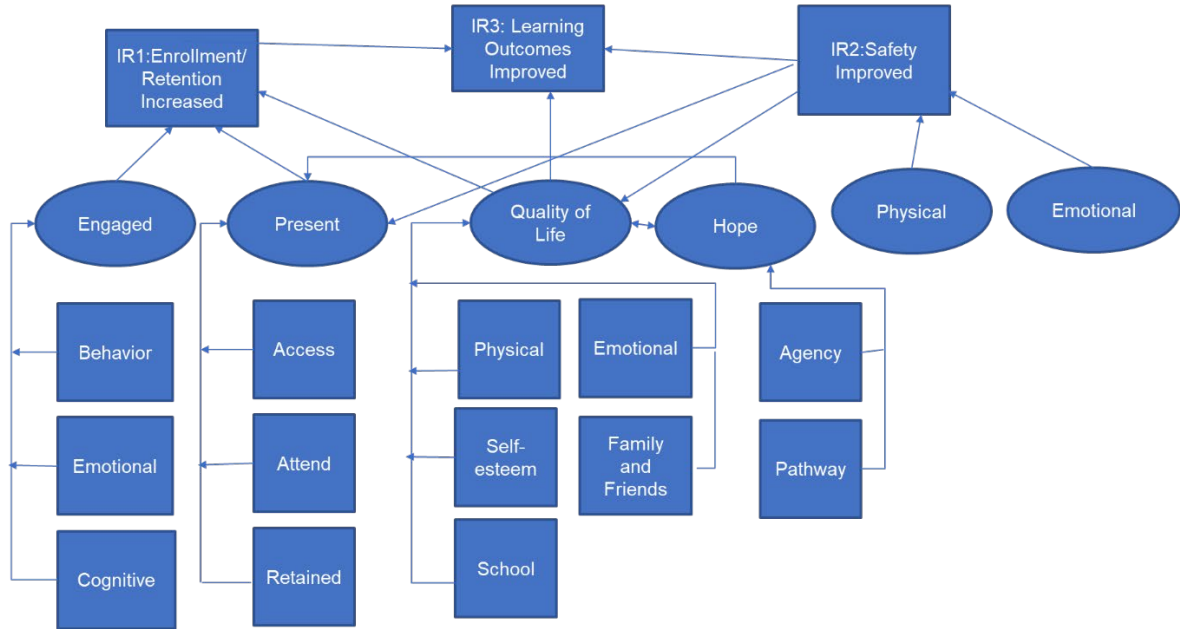 IR1:Enrollment/
Retention
Increased
IR3: Learning
Outcomes
Improved
IR2:Safety
Improved
Engaged
Present
Quality of
Life
Hope
Physical
Emotional
Behavior
Access
Physical
Emotional
Agency
Emotional
Attend
Self-
esteem
Family
and
Friends
Pathway
Cognitive
Retained
School